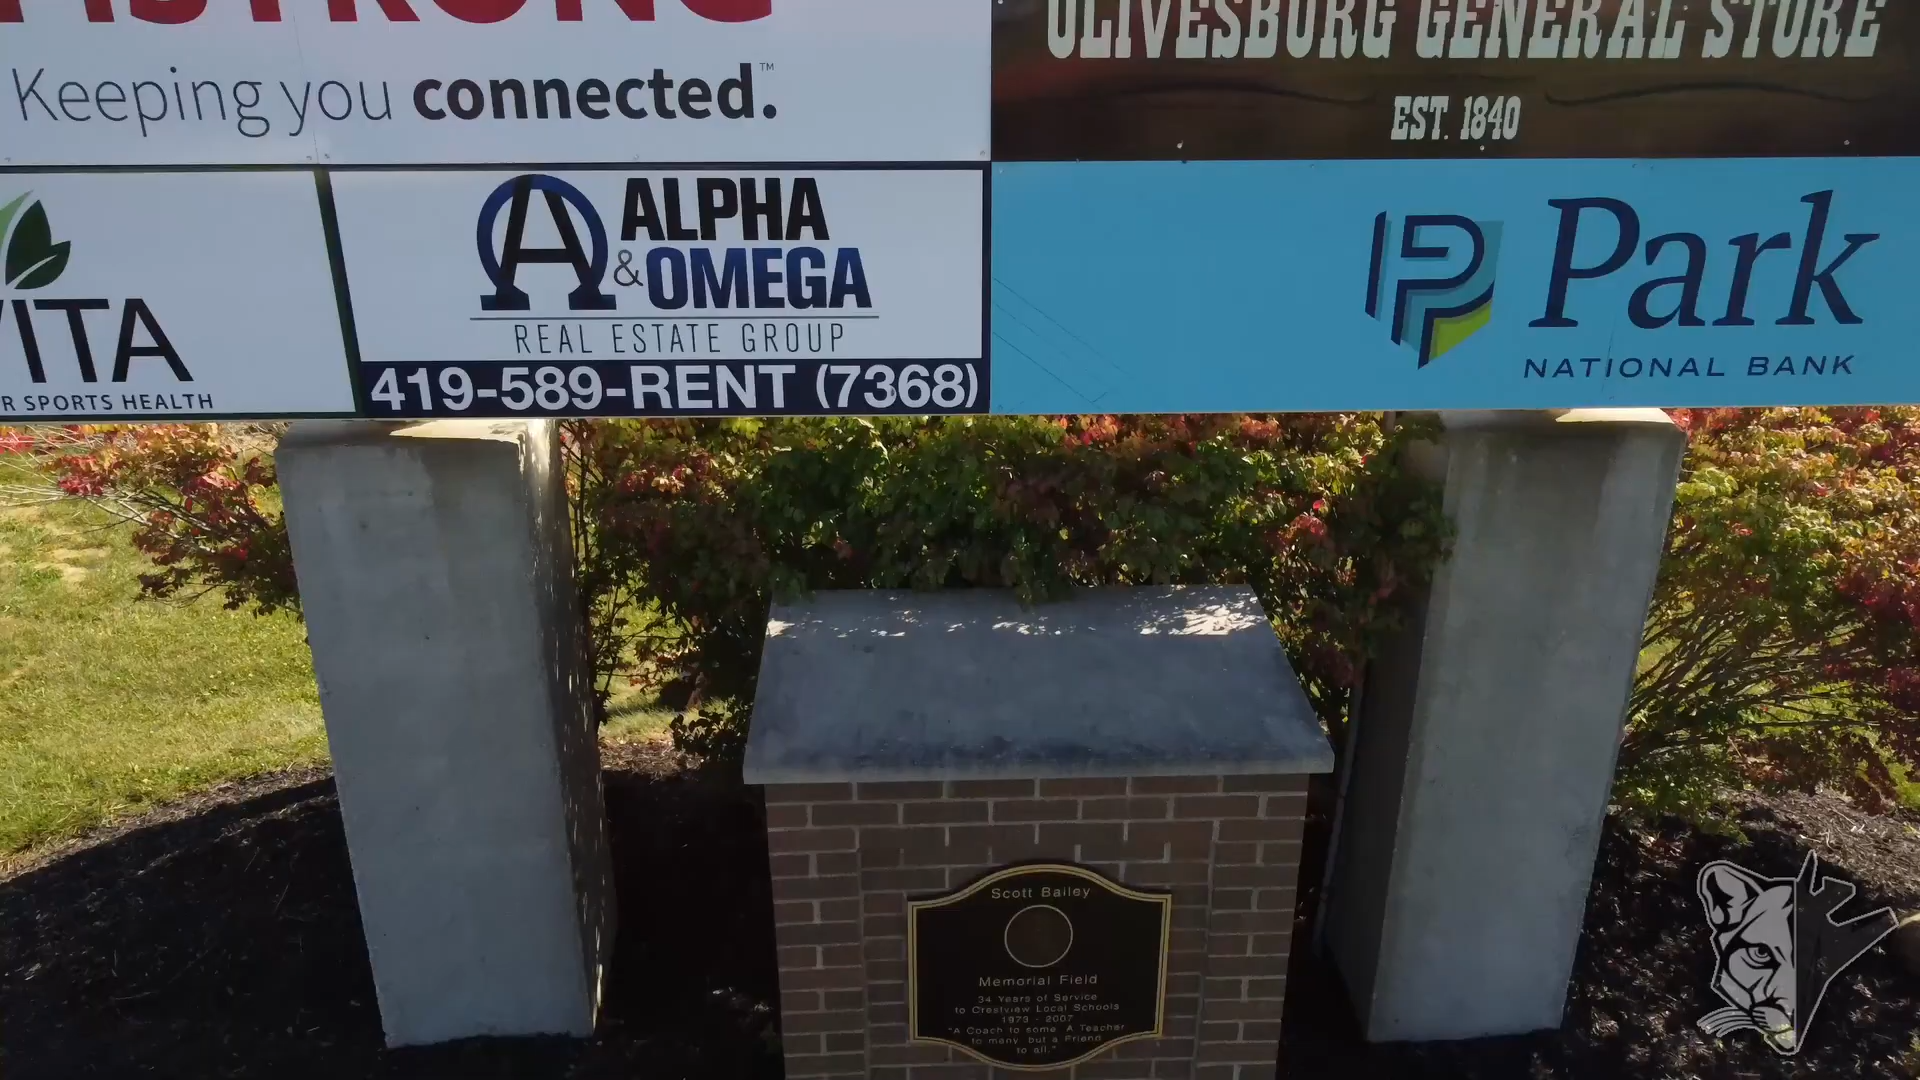 Keeping you connected.™
OLIVESBURG GENERAL STORE
EST. 1840
ITA
SPORTS HEALTH
ALPHA
& OMEGA
REAL ESTATE GROUP
419-589-RENT (7368)
Park
NATIONAL BANK
Scott Bailey
Memorial Field
34 Years of Service
to Crestview Local Schools
1973 - 2007
"A Coach to some, A Teacher
to many, but a Friend
to all."